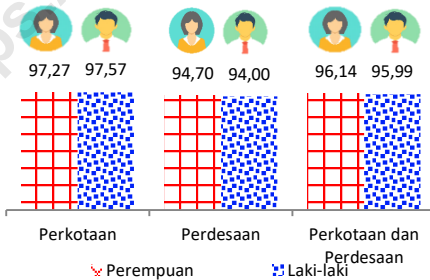 97,27 97,57 94,70 94,00 96,14 95,99
Perkotaan Perdesaan Perkotaan dan
Perdesaan
Perempuan Laki-laki